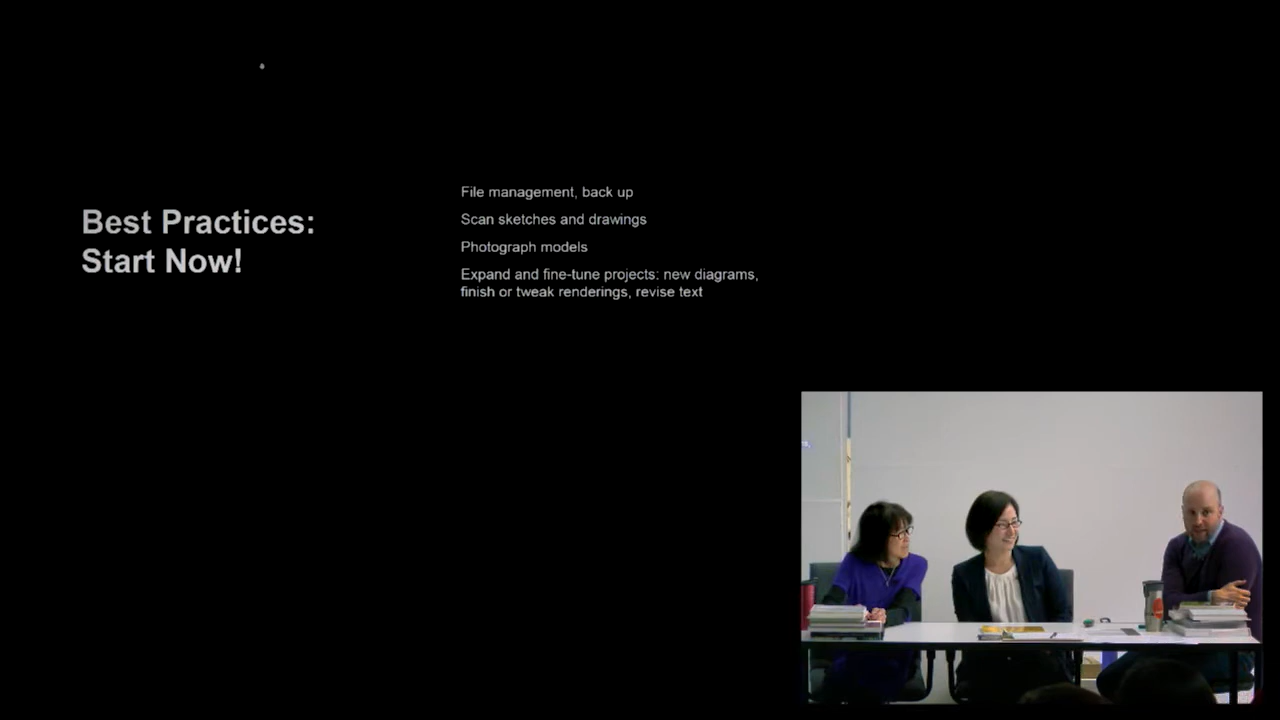 Best Practices:
Start Now!
File management, back up
Scan sketches and drawings
Photograph models
Expand and fine-tune projects: new diagrams,
finish or tweak renderings, revise text